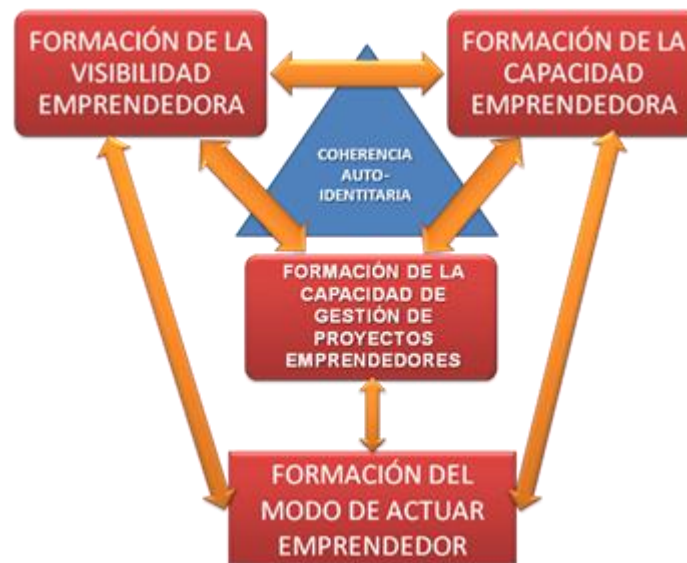 FORMACIÓN DE LA
VISIBILIDAD
EMPRENDEDORA
FORMACIÓN DE LA
CAPACIDAD
EMPRENDEDORA
COHERENCIA
AUTO-
IDENTITARIA
FORMACIÓN DE LA
CAPACIDAD DE
GESTIÓN DE
PROYECTOS
EMPRENDEDORES
FORMACIÓN DEL
MODO DE ACTUAR
EMPRENDEDOR